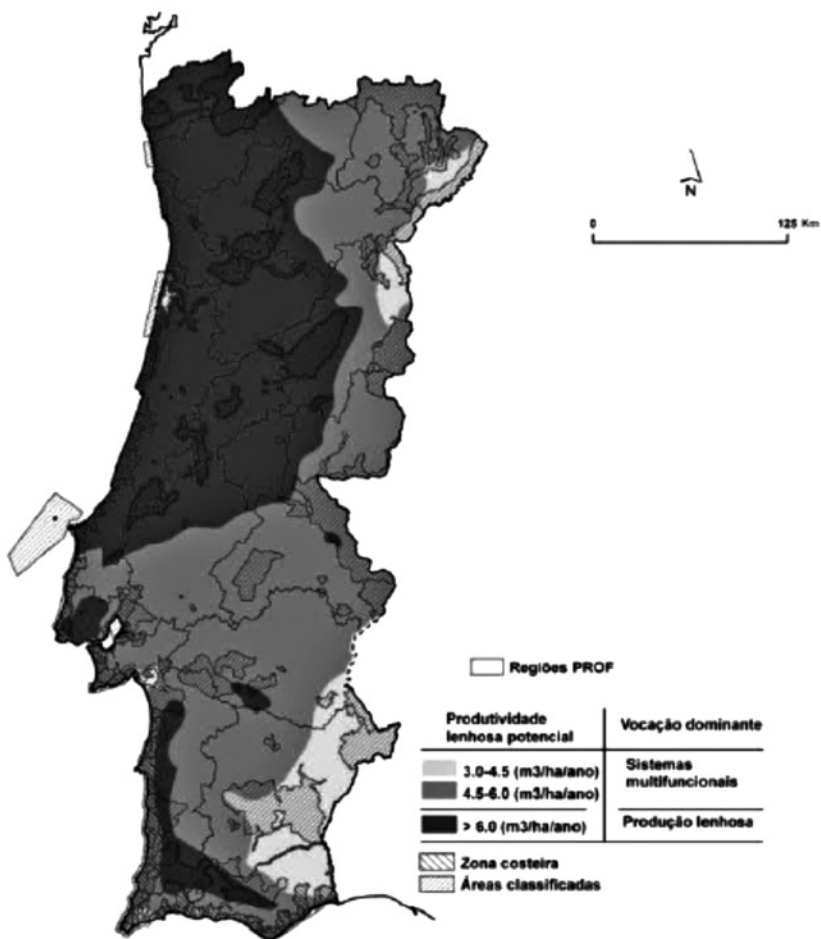 N
0 125 Km
Regiões PROF
Produtividade lenhosa potencial
Vocação dominante
3.0-4.5 (m3/ha/ano)
4.5-6.0 (m3/ha/ano)
Sistemas multifuncionais
> 6.0 (m3/ha/ano)
Produção lenhosa
Zona costeira
Áreas classificadas